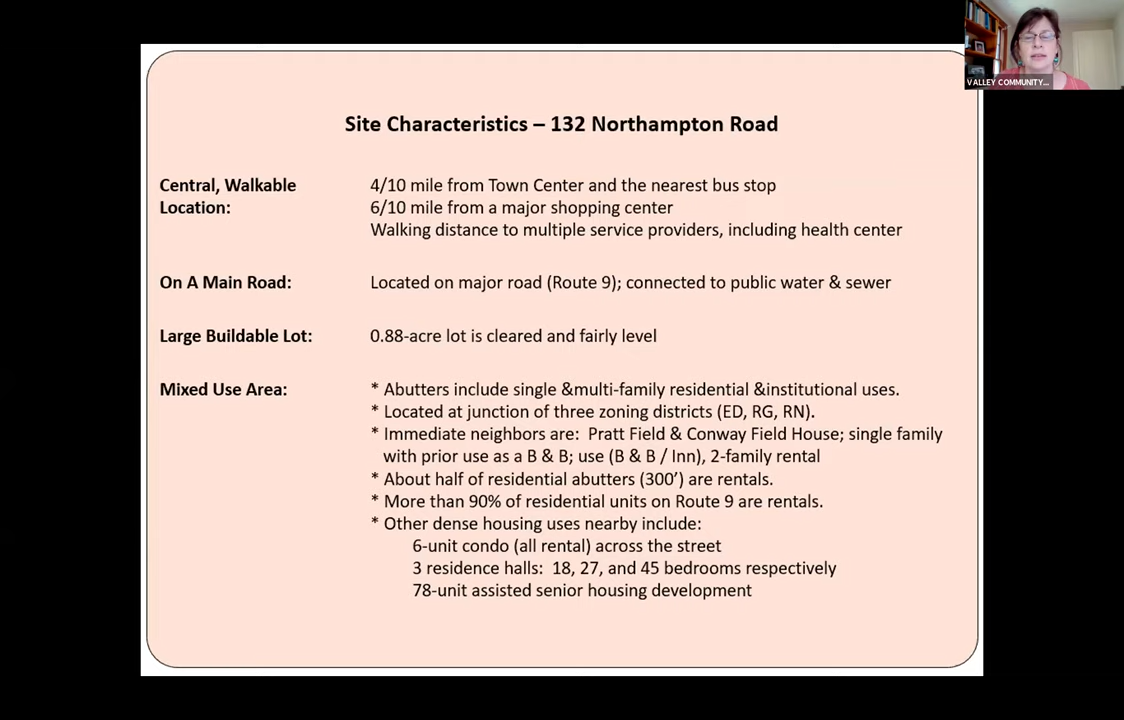 VALLEY COMMUNITY...
Site Characteristics – 132 Northampton Road
Central, Walkable Location:
4/10 mile from Town Center and the nearest bus stop
6/10 mile from a major shopping center
Walking distance to multiple service providers, including health center
On A Main Road:
Located on major road (Route 9); connected to public water & sewer
Large Buildable Lot:
0.88-acre lot is cleared and fairly level
Mixed Use Area:
* Abutters include single &multi-family residential &institutional uses.
* Located at junction of three zoning districts (ED, RG, RN).
* Immediate neighbors are:  Pratt Field & Conway Field House; single family
with prior use as a B & B; use (B & B / Inn), 2-family rental
* About half of residential abutters (300’) are rentals.
* More than 90% of residential units on Route 9 are rentals.
* Other dense housing uses nearby include:
6-unit condo (all rental) across the street
3 residence halls:  18, 27, and 45 bedrooms respectively
78-unit assisted senior housing development